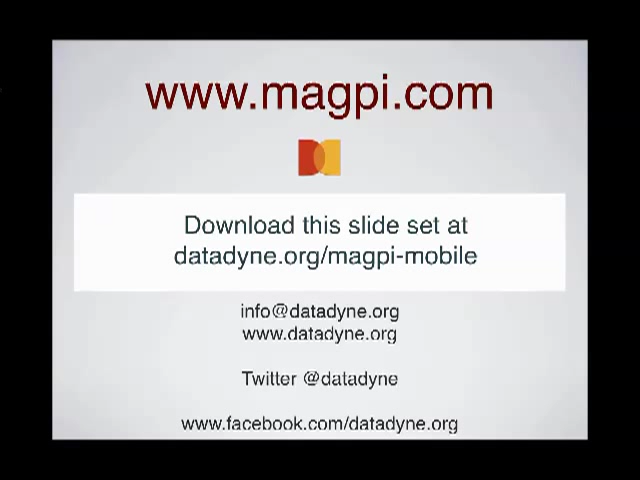 www.magpi.com
Download this slide set at
datadyne.org/magpi-mobile
info@datadyne.org
www.datadyne.org
Twitter @datadyne
www.facebook.com/datadyne.org